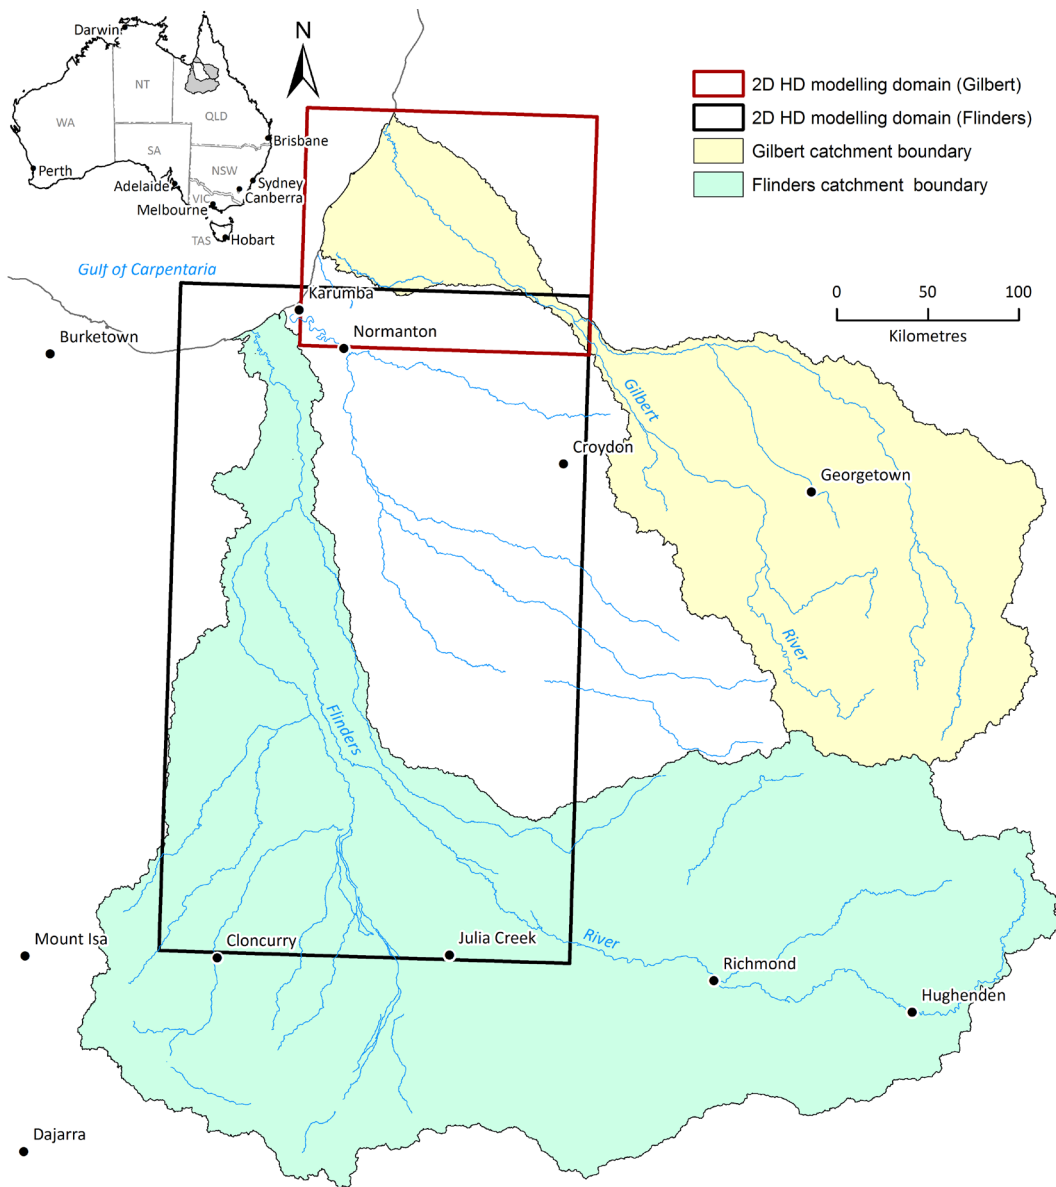 Darwin
NT
WA
QLD
SA
Brisbane
NSW
Perth
Adelaide
Sydney
Canberra
VIC
Melbourne
TAS
Hobart
N
2D HD modelling domain (Gilbert)
2D HD modelling domain (Flinders)
Gilbert catchment boundary
Flinders catchment boundary
0 50 100
Kilometres
Gulf of Carpentaria
Karumba
Burketown
Normanton
Gilbert
Croydon
Georgetown
River
Flinders
Mount Isa
Cloncurry
Julia Creek
River
Richmond
Hughenden
Dajarra